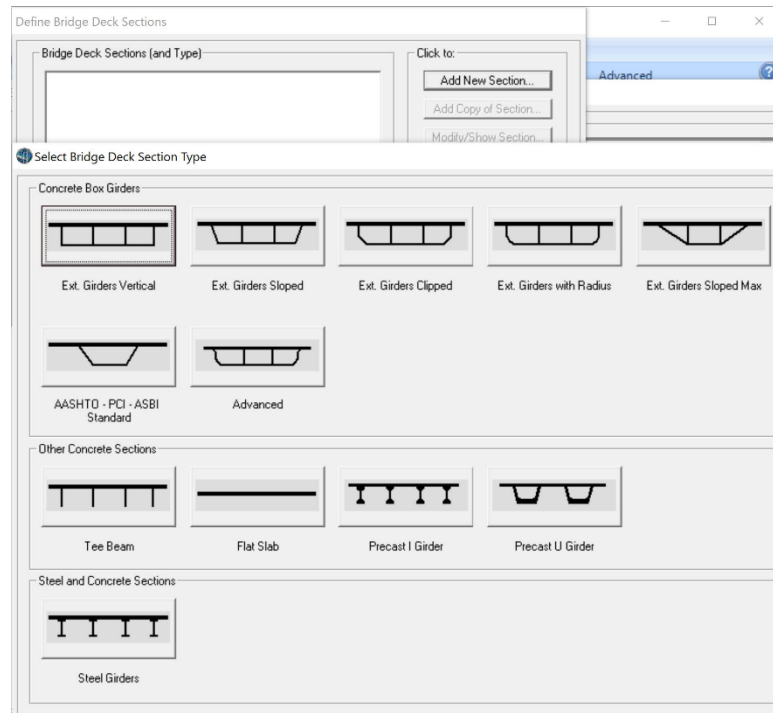 Define Bridge Deck Sections
Bridge Deck Sections (and Type)
Click to:
Add New Section...
Advanced
Add Copy of Section...
Modify/Show Section...
Select Bridge Deck Section Type
Concrete Box Girders
Ext. Girders Vertical
Ext. Girders Sloped
Ext. Girders Clipped
Ext. Girders with Radius
Ext. Girders Sloped Max
AASHTO - PCI - ASBI
Standard
Advanced
Other Concrete Sections
Tee Beam
Flat Slab
Precast I Girder
Precast U Girder
Steel and Concrete Sections
Steel Girders